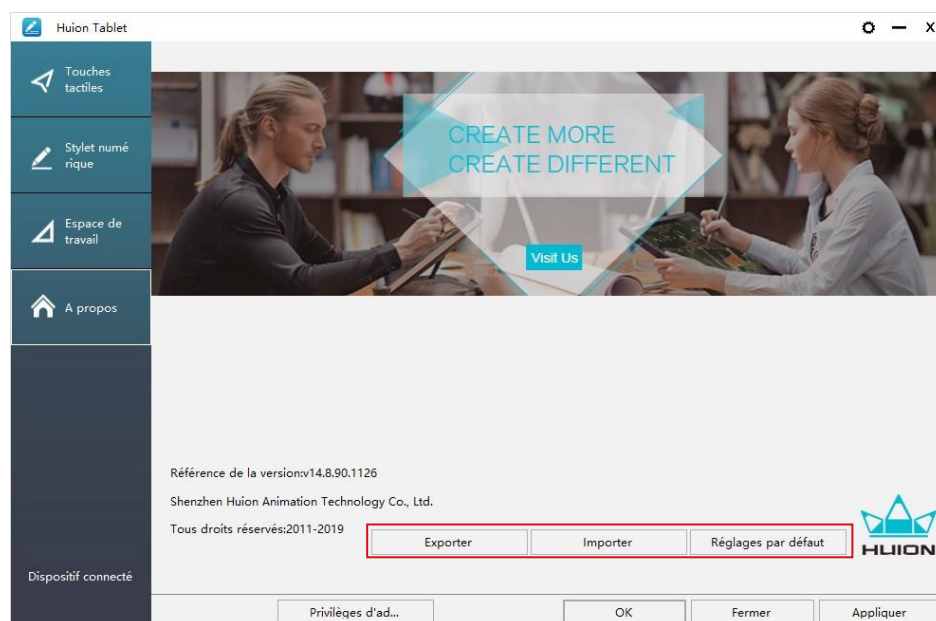 Huion Tablet
X
Touches
tactiles
Stylet numé
rique
Espace de
travail
A propos
CREATE MORE
CREATE DIFFERENT
Visit Us
Référence de la version:v14.8.90.1126
Shenzhen Huion Animation Technology Co., Ltd.
Tous droits réservés:2011-2019
Exporter
Importer
Réglages par défaut
HUION
Dispositif connecté
Privilèges d'ad...
OK
Fermer
Appliquer